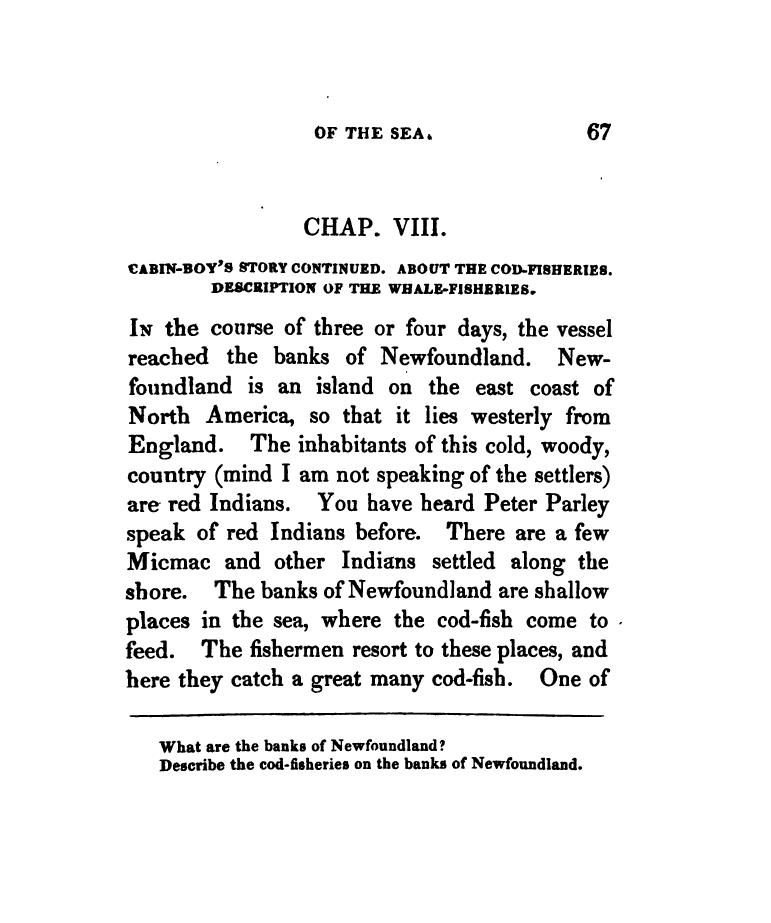 OF THE SEA. 67
CHAP. VIII.
CABIN-BOY'S STORY CONTINUED. ABOUT THE COD-FISHERIES.
DESCRIPTION OF THE WHALE-FISHERIES.
In the course of three or four days, the vessel
reached the banks of Newfoundland. New-
foundland is an island on the east coast of
North America, so that it lies westerly from
England. The inhabitants of this cold, woody,
country (mind I am not speaking of the settlers)
are red Indians. You have heard Peter Parley
speak of red Indians before. There are a few
Micmac and other Indians settled along the
shore. The banks of Newfoundland are shallow
places in the sea, where the cod-fish come to
feed. The fishermen resort to these places, and
here they catch a great many cod-fish. One of
What are the banks of Newfoundland?
Describe the cod-fisheries on the banks of Newfoundland.